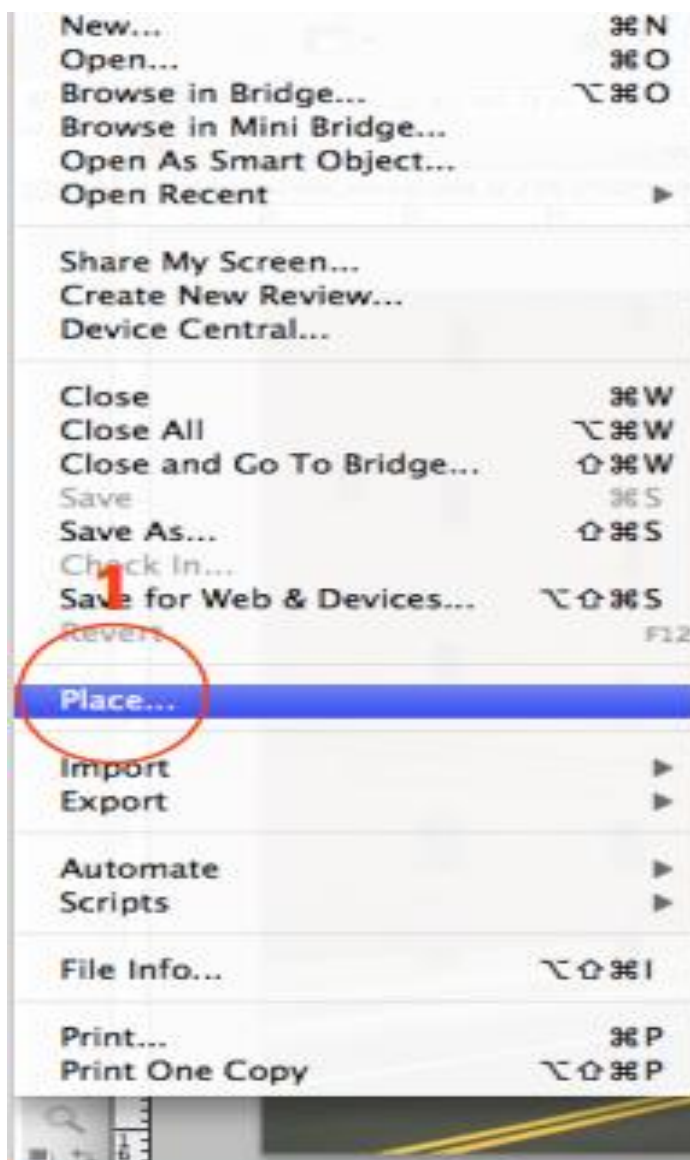 New... ⌘N
Open... ⌘O
Browse in Bridge... ⌥⌘O
Browse in Mini Bridge...
Open As Smart Object...
Open Recent ▶
Share My Screen...
Create New Review...
Device Central...
Close ⌘W
Close All ⌥⌘W
Close and Go To Bridge... ⇧⌘W
Save ⌘S
Save As... ⇧⌘S
Check In...
1
Save for Web & Devices... ⌥⇧⌘S
Revert F12
Place...
Import ▶
Export ▶
Automate ▶
Scripts ▶
File Info... ⌥⇧⌘I
Print... ⌘P
Print One Copy ⌥⇧⌘P